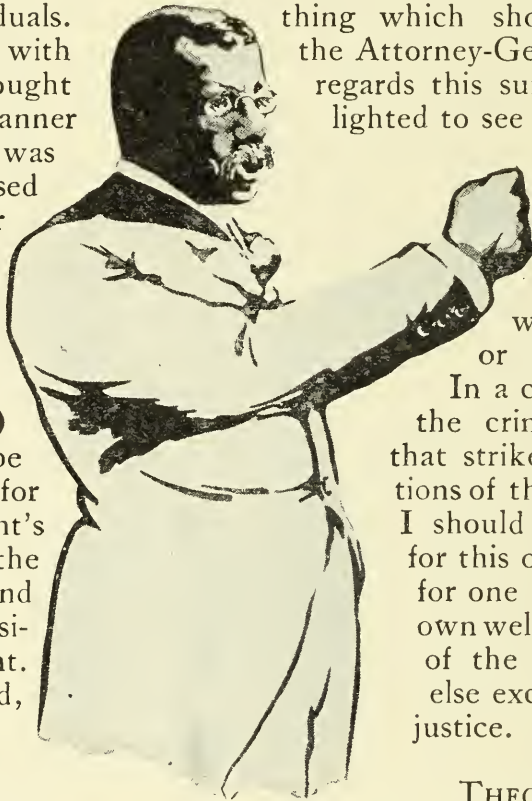 duals.
with
ought
anner
was
sed
r
be
for
nt's
the
nd
si-
nt.
d,
thing which sho
the Attorney-Ge
regards this su
lighted to see
w
or
In a c
the crin
that strike
tions of th
I should
for this o
for one
own wel
of the
else exc
justice.
THEO